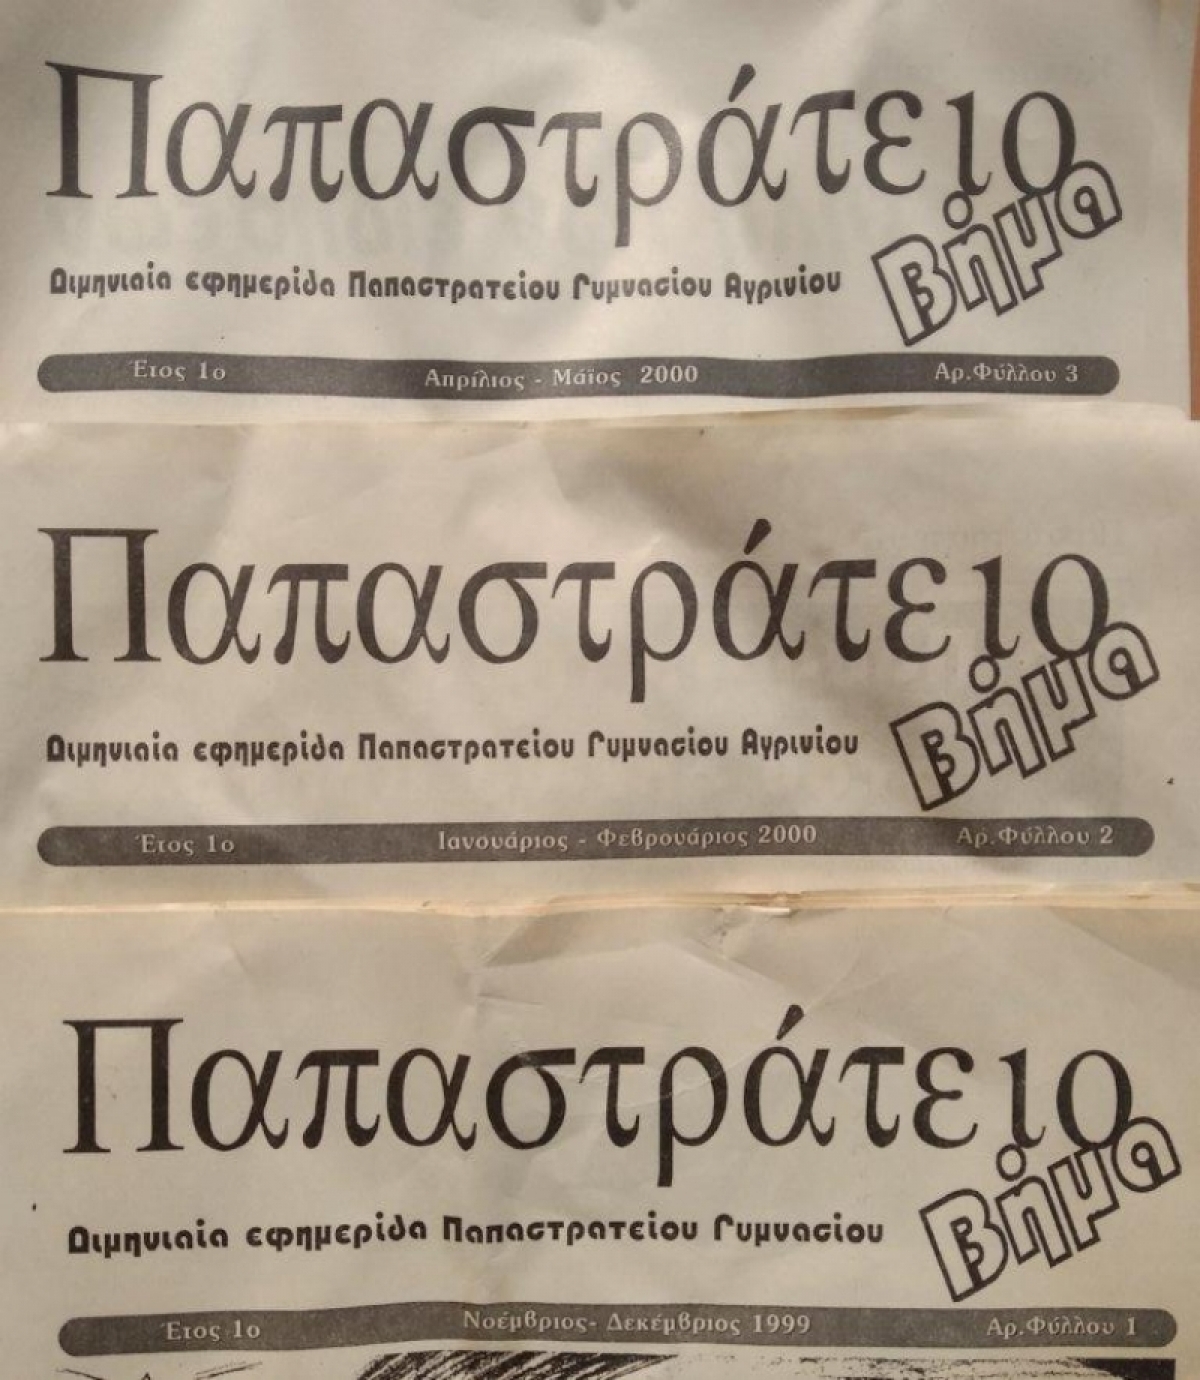 Παπαστράτειο
Βήμα
Διμηνιαία εφημερίδα Παπαστρατείου Γυμνασίου Αγρινίου
Έτος 1ο Απρίλιος - Μάϊος 2000 Αρ.Φύλλου 3
Παπαστράτειο
Βήμα
Διμηνιαία εφημερίδα Παπαστρατείου Γυμνασίου Αγρινίου
Έτος 1ο Ιανουάριος - Φεβρουάριος 2000 Αρ.Φύλλου 2
Παπαστράτειο
Βήμα
Διμηνιαία εφημερίδα Παπαστρατείου Γυμνασίου
Έτος 1ο Νοέμβριος- Δεκέμβριος 1999 Αρ.Φύλλου 1